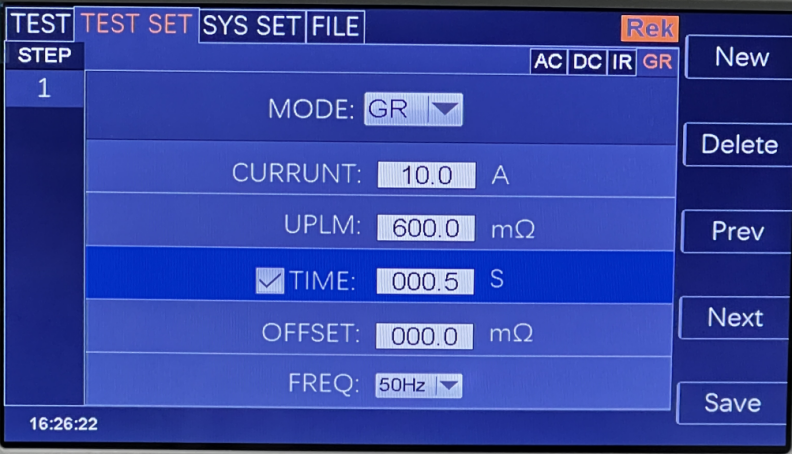 TEST TEST SET SYS SET FILE Rek
STEP AC DC IR GR New
1
MODE: GR
Delete
CURRUNT: 10.0 A
UPLM: 600.0 mΩ Prev
TIME: 000.5 S
Next
OFFSET: 000.0 mΩ
FREQ: 50Hz
Save
16:26:22